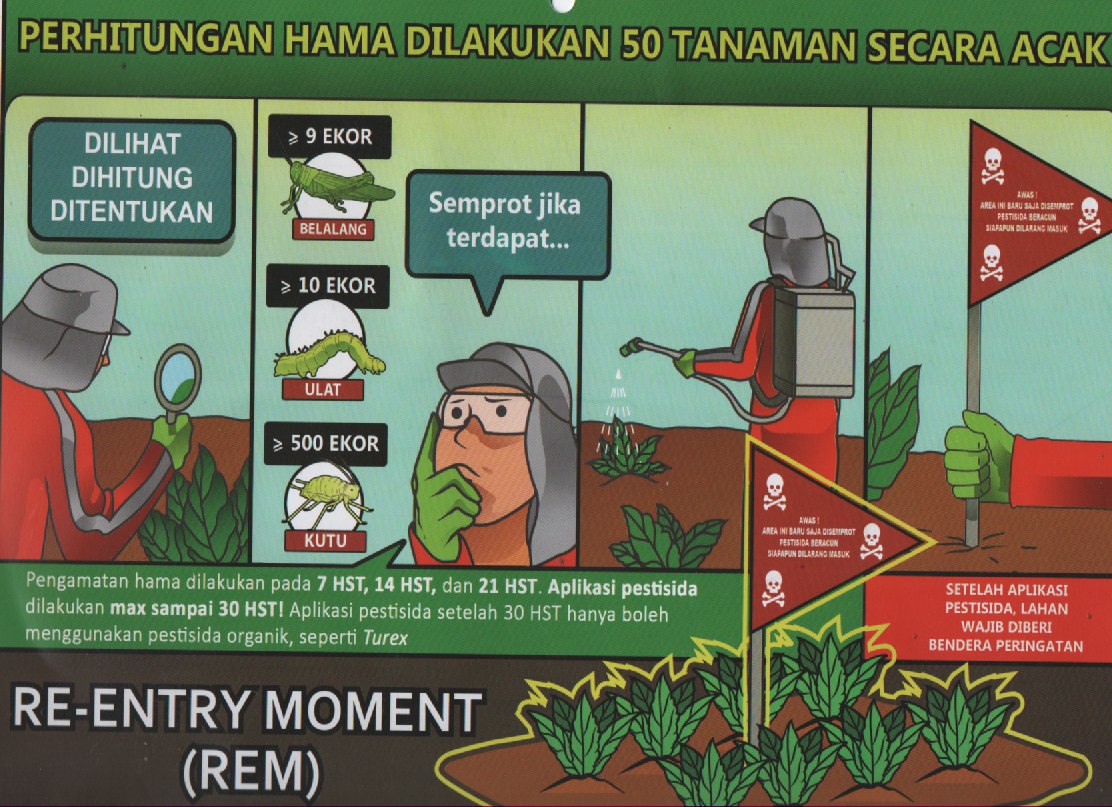 PERHITUNGAN HAMA DILAKUKAN 50 TANAMAN SECARA ACAK
DILIHAT
DIHITUNG
DITENTUKAN
⩾ 9 EKOR
BELALANG
⩾ 10 EKOR
ULAT
⩾ 500 EKOR
KUTU
Semprot jika
terdapat...
AWAS !
AREA INI BARU SAJA DISEMPROT
PESTISIDA BERACUN
SIAPAPUN DILARANG MASUK
AWAS !
AREA INI BARU SAJA DISEMPROT
PESTISIDA BERACUN
SIAPAPUN DILARANG MASUK
Pengamatan hama dilakukan pada 7 HST, 14 HST, dan 21 HST. Aplikasi pestisida
dilakukan max sampai 30 HST! Aplikasi pestisida setelah 30 HST hanya boleh
menggunakan pestisida organik, seperti Turex
SETELAH APLIKASI
PESTISIDA, LAHAN
WAJIB DIBERI
BENDERA PERINGATAN
RE-ENTRY MOMENT
(REM)